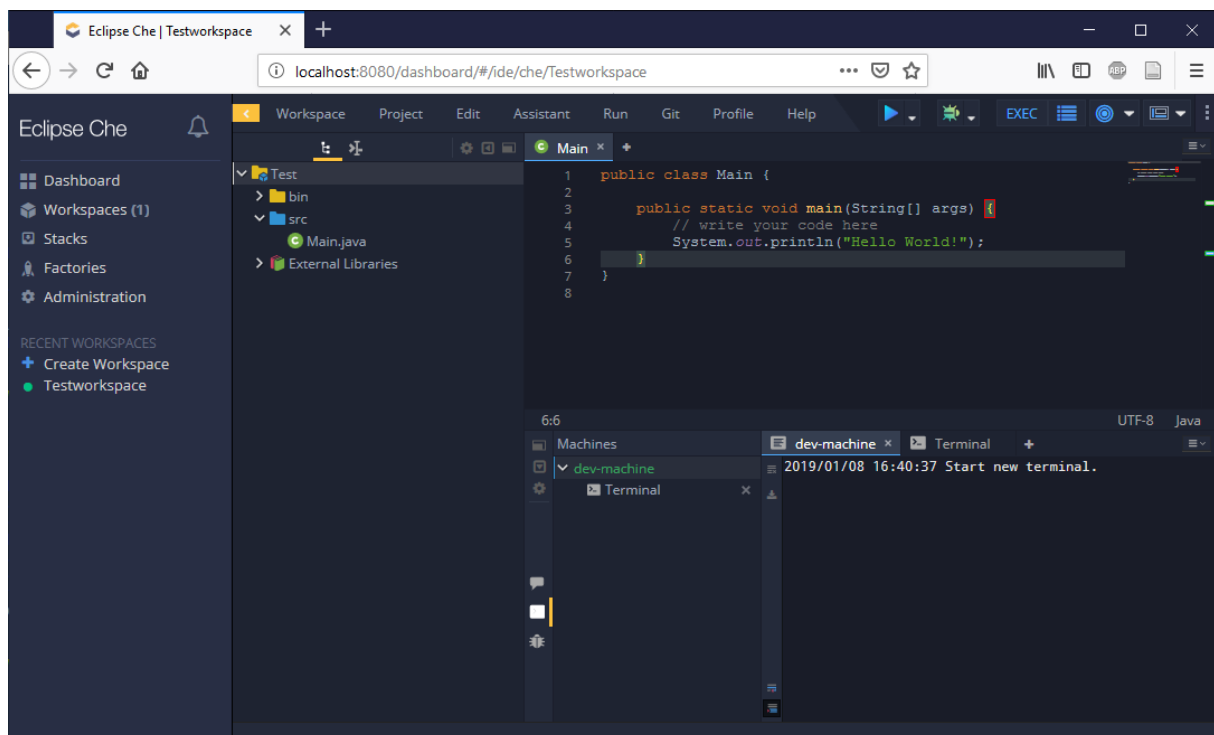 Eclipse Che | Testworkspace
localhost:8080/dashboard/#/ide/che/Testworkspace
ABP
Eclipse Che
Dashboard
Workspaces (1)
Stacks
Factories
Administration
RECENT WORKSPACES
Create Workspace
Testworkspace
Workspace Project Edit Assistant Run Git Profile Help
EXEC
Test
bin
src
Main.java
External Libraries
Main
1 public class Main {
2
3 public static void main(String[] args) {
4 // write your code here
5 System.out.println("Hello World!");
6 }
7 }
8
6:6 UTF-8 Java
Machines
dev-machine
Terminal
dev-machine Terminal
2019/01/08 16:40:37 Start new terminal.